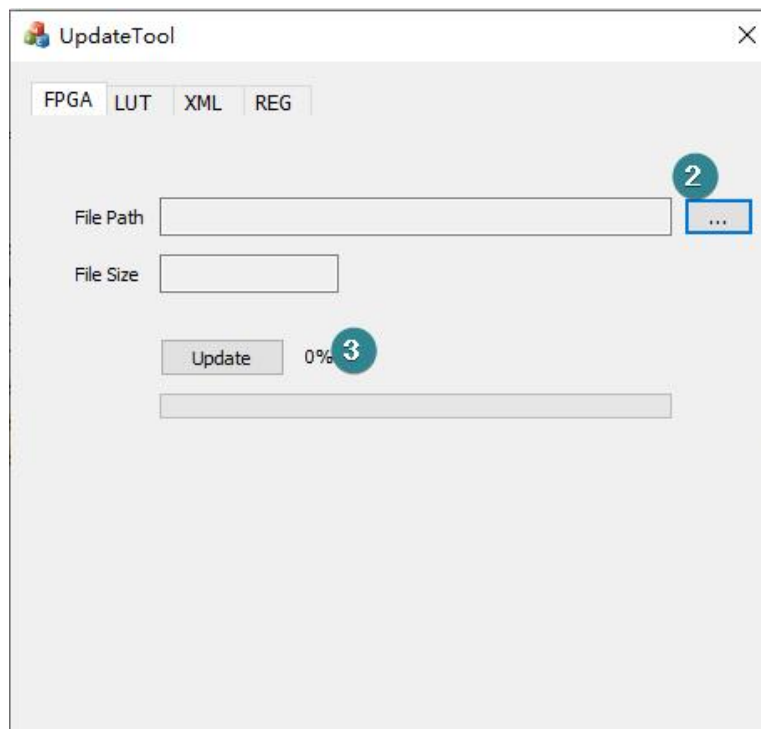 UpdateTool
FPGA LUT XML REG
2
File Path ...
File Size
Update 0% 3